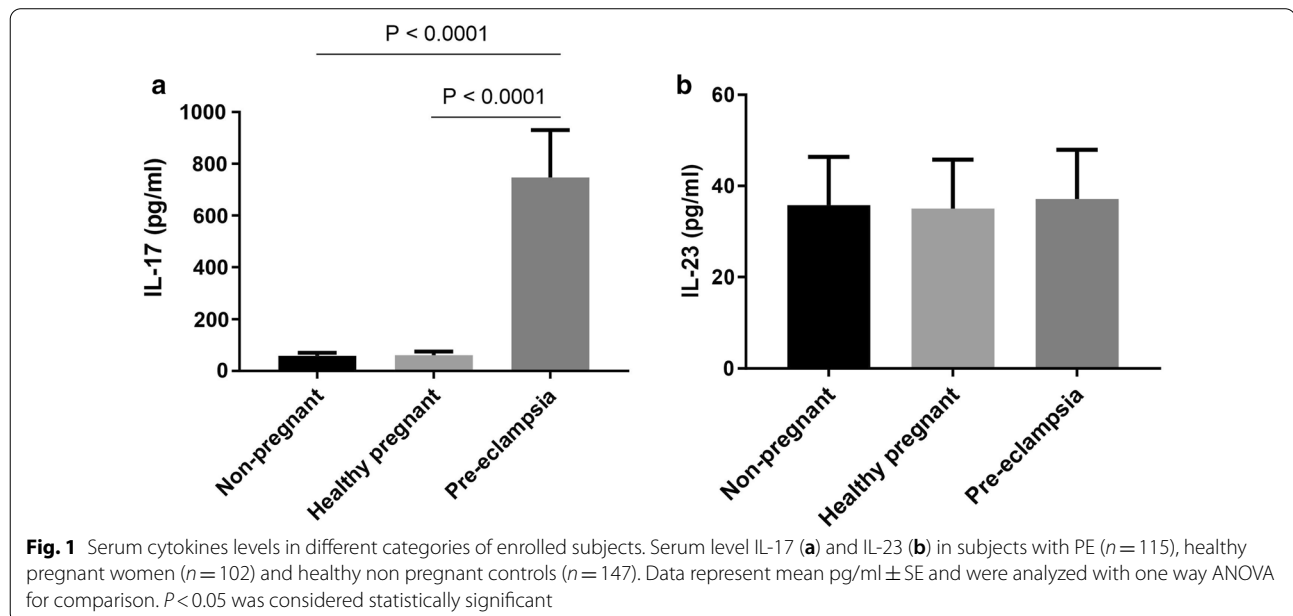 P < 0.0001
a
P < 0.0001
1000
800
600
400
200
0
IL-17 (pg/ml)
Non-pregnant
Healthy pregnant
Pre-eclampsia
b
60
40
20
0
IL-23 (pg/ml)
Non-pregnant
Healthy pregnant
Pre-eclampsia
Fig. 1 Serum cytokines levels in different categories of enrolled subjects. Serum level IL-17 (a) and IL-23 (b) in subjects with PE (n = 115), healthy
pregnant women (n = 102) and healthy non pregnant controls (n = 147). Data represent mean pg/ml ± SE and were analyzed with one way ANOVA
for comparison. P < 0.05 was considered statistically significant